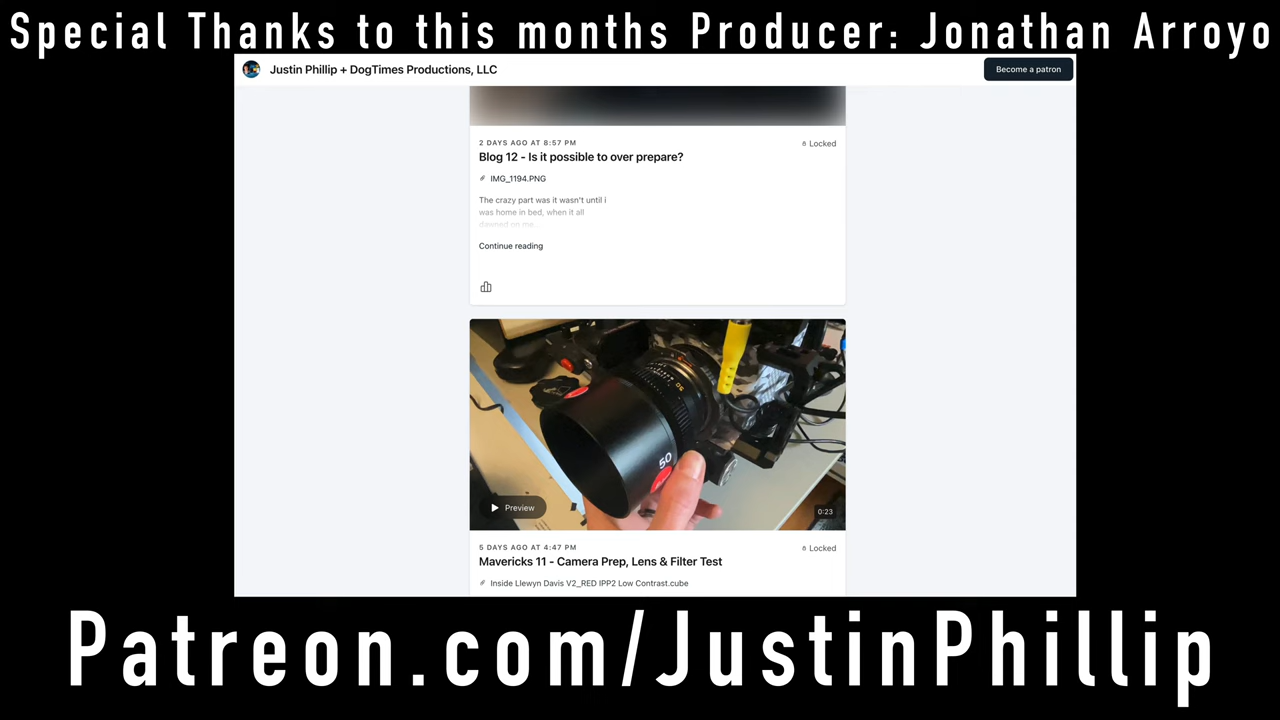 Special Thanks to this months Producer: Jonathan Arroyo
Justin Phillip + DogTimes Productions, LLC
Become a patron
2 DAYS AGO AT 8:57 PM
Locked
Blog 12 - Is it possible to over prepare?
IMG_1194.PNG
The crazy part was it wasn't until i
was home in bed, when it all
dawned on me...
Continue reading
50
50
Preview
0:23
5 DAYS AGO AT 4:47 PM
Locked
Mavericks 11 - Camera Prep, Lens & Filter Test
Inside Llewyn Davis V2_RED IPP2 Low Contrast.cube
Patreon.com/JustinPhillip